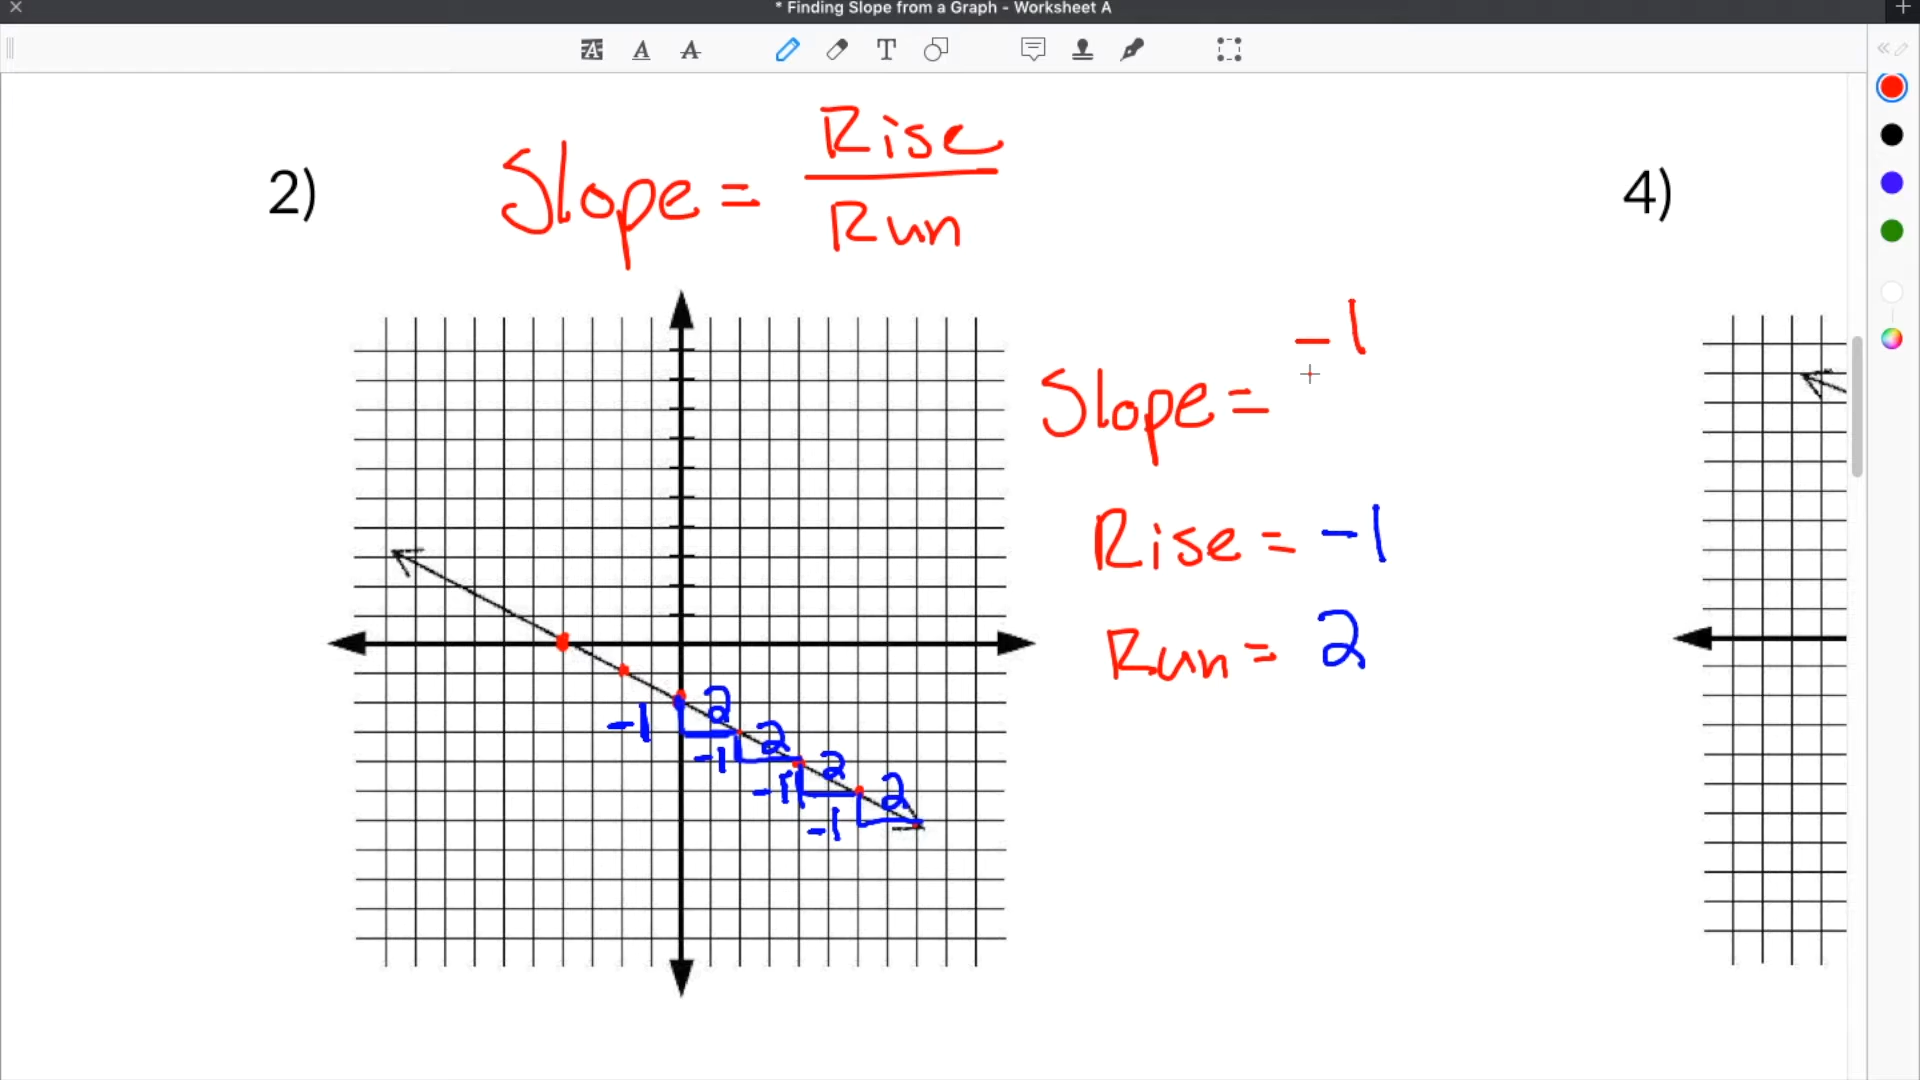 * Finding Slope from a Graph - Worksheet A
A A A T
2)
Slope = Rise
Run
4)
Slope = -1
Rise = -1
Run = 2
-1 2
-1 2
-1 2
-1 2